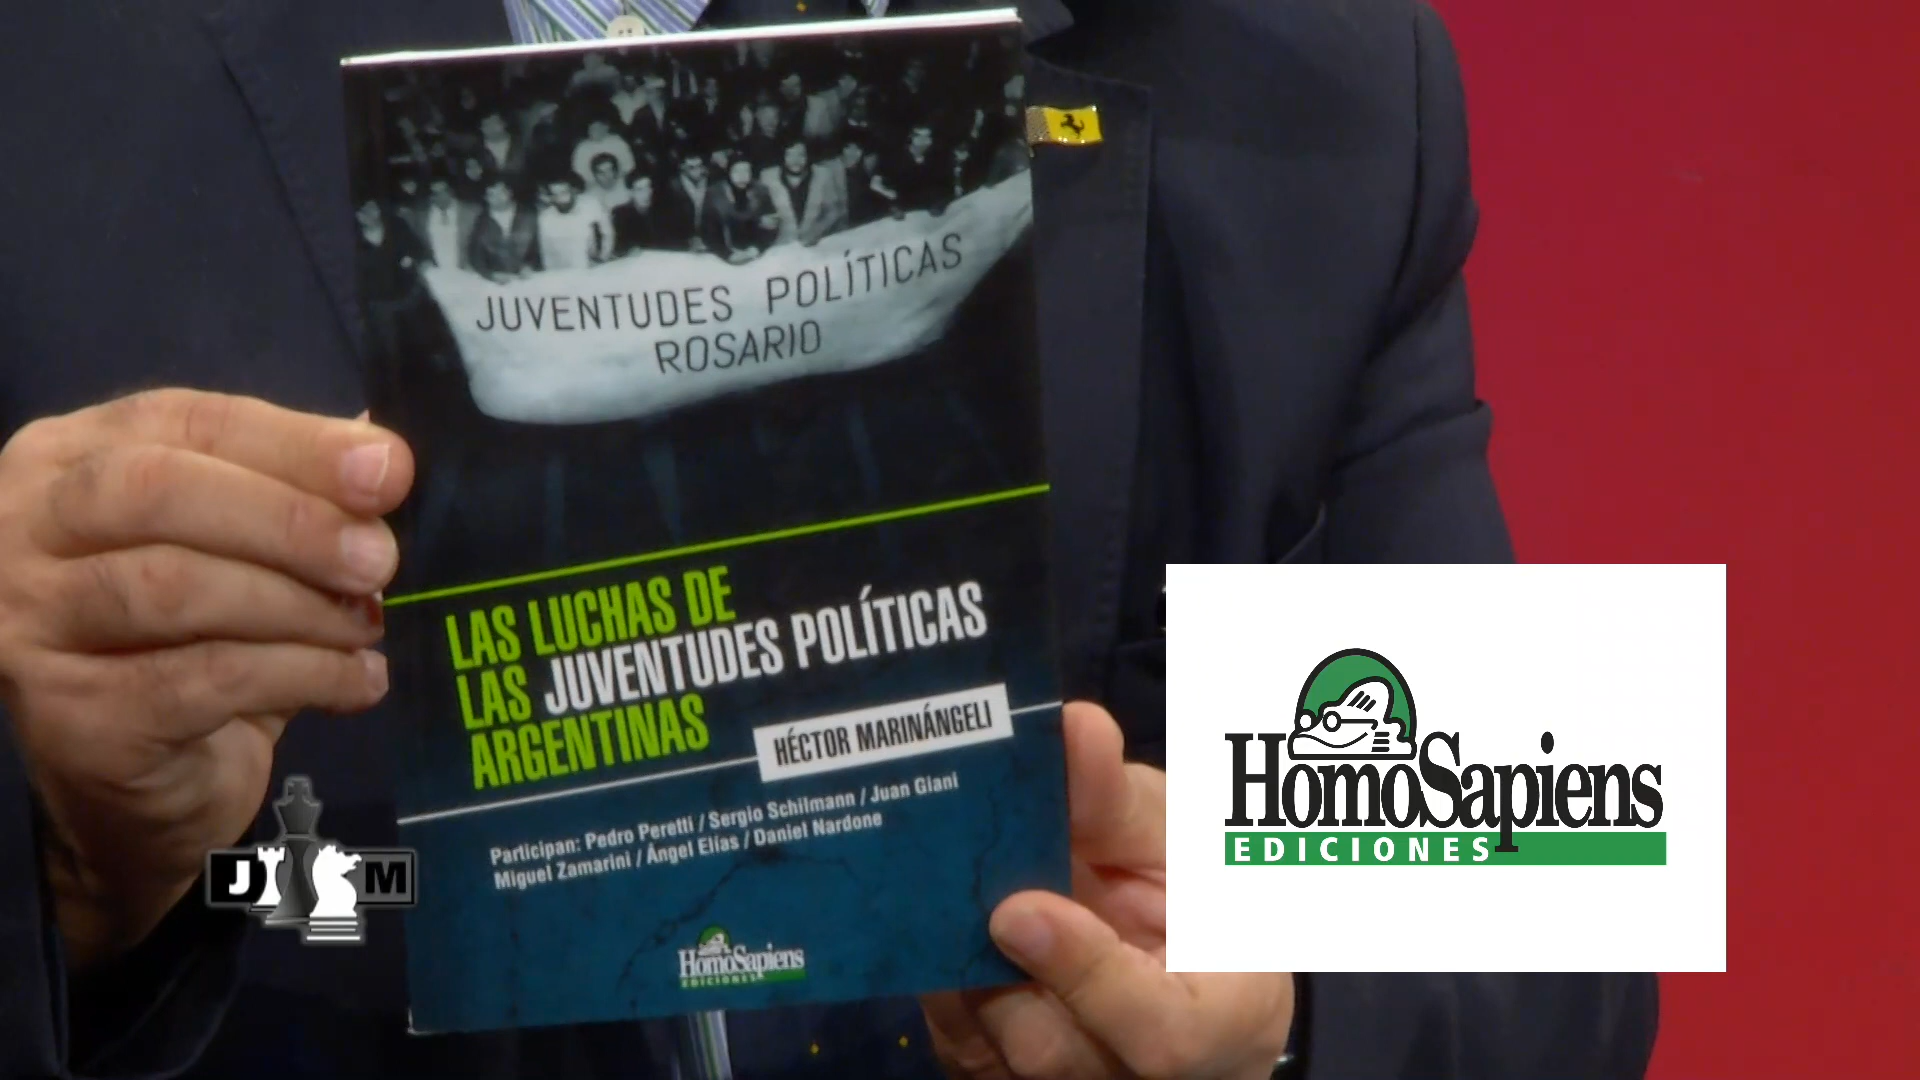 JUVENTUDES POLÍTICAS
ROSARIO
LAS LUCHAS DE
LAS JUVENTUDES POLÍTICAS
ARGENTINAS
HÉCTOR MARINÁNGELI
Participan: Pedro Peretti / Sergio Schilmann / Juan Giani
Miguel Zamarini / Ángel Elías / Daniel Nardone
HomoSapiens
EDICIONES
J M
HomoSapiens
EDICIONES